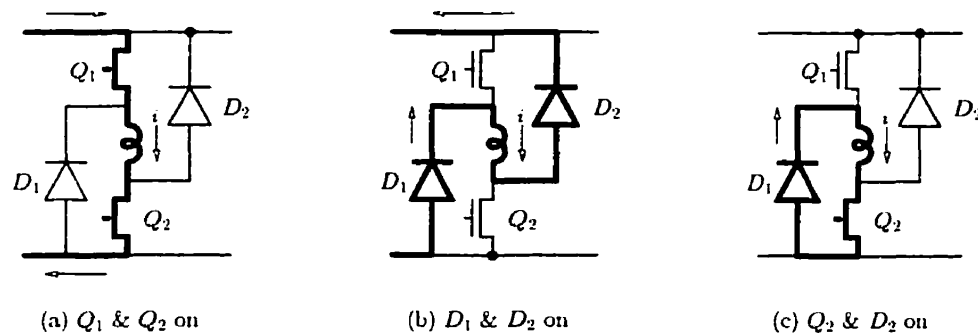 Q1
D2
i
D1
Q2
(a) Q1 & Q2 on
Q1
D2
i
D1
Q2
(b) D1 & D2 on
Q1
D2
i
D1
Q2
(c) Q2 & D2 on